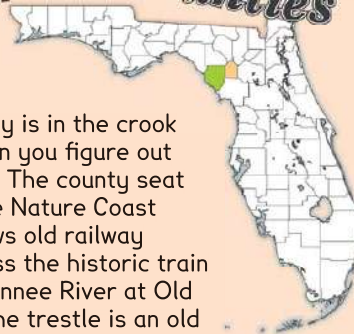 y is in the crook
n you figure out
The county seat
e Nature Coast
ws old railway
ss the historic train
nnee River at Old
ne trestle is an old